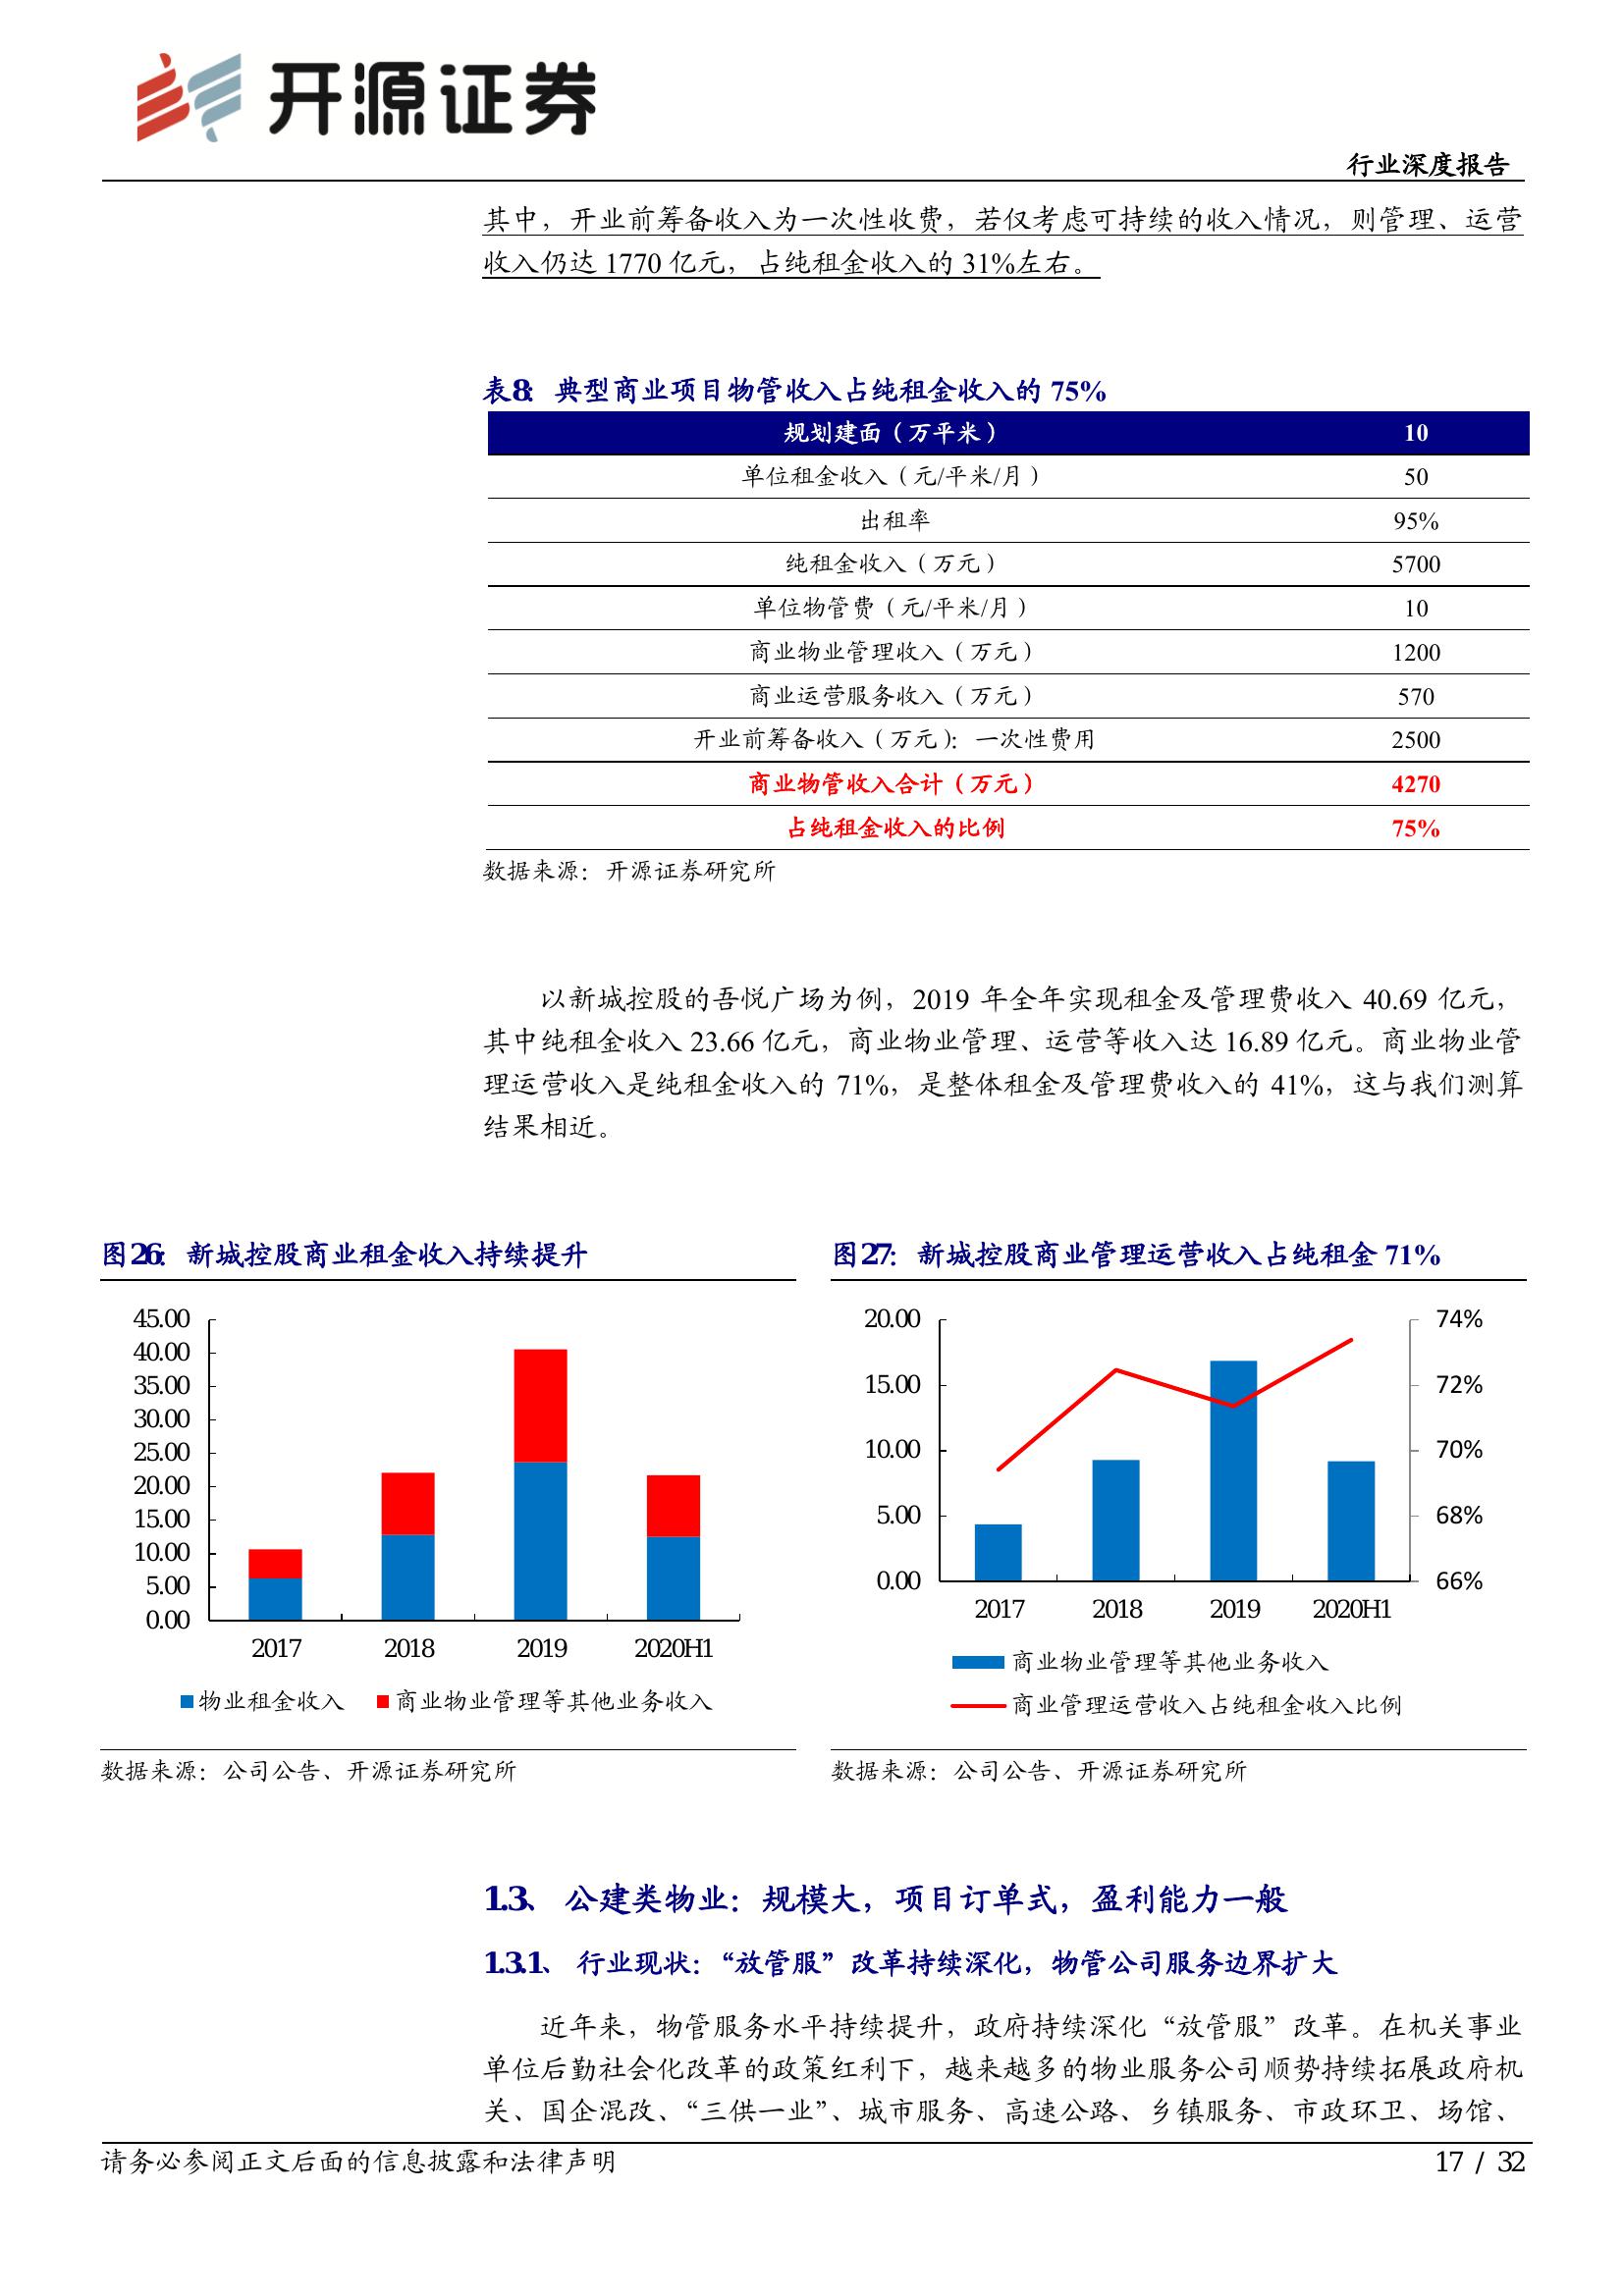 开源证券
行业深度报告
其中，开业前筹备收入为一次性收费，若仅考虑可持续的收入情况，则管理、运营
收入仍达 1770 亿元，占纯租金收入的 31%左右。
表8： 典型商业项目物管收入占纯租金收入的 75%
规划建面（万平米） 10
单位租金收入（元/平米/月） 50
出租率 95%
纯租金收入（万元） 5700
单位物管费（元/平米/月） 10
商业物业管理收入（万元） 1200
商业运营服务收入（万元） 570
开业前筹备收入（万元）：一次性费用 2500
商业物管收入合计（万元） 4270
占纯租金收入的比例 75%
数据来源：开源证券研究所
以新城控股的吾悦广场为例，2019 年全年实现租金及管理费收入 40.69 亿元，
其中纯租金收入 23.66 亿元，商业物业管理、运营等收入达 16.89 亿元。商业物业管
理运营收入是纯租金收入的 71%，是整体租金及管理费收入的 41%，这与我们测算
结果相近。
图26： 新城控股商业租金收入持续提升
45.00
40.00
35.00
30.00
25.00
20.00
15.00
10.00
5.00
0.00
2017 2018 2019 2020H1
物业租金收入 商业物业管理等其他业务收入
数据来源：公司公告、开源证券研究所
图27： 新城控股商业管理运营收入占纯租金 71%
20.00
15.00
10.00
5.00
0.00
74%
72%
70%
68%
66%
2017 2018 2019 2020H1
商业物业管理等其他业务收入
商业管理运营收入占纯租金收入比例
数据来源：公司公告、开源证券研究所
1.3、 公建类物业：规模大，项目订单式，盈利能力一般
1.3.1、 行业现状：“放管服”改革持续深化，物管公司服务边界扩大
近年来，物管服务水平持续提升，政府持续深化“放管服”改革。在机关事业
单位后勤社会化改革的政策红利下，越来越多的物业服务公司顺势持续拓展政府机
关、国企混改、“三供一业”、城市服务、高速公路、乡镇服务、市政环卫、场馆、
请务必参阅正文后面的信息披露和法律声明
17 / 32